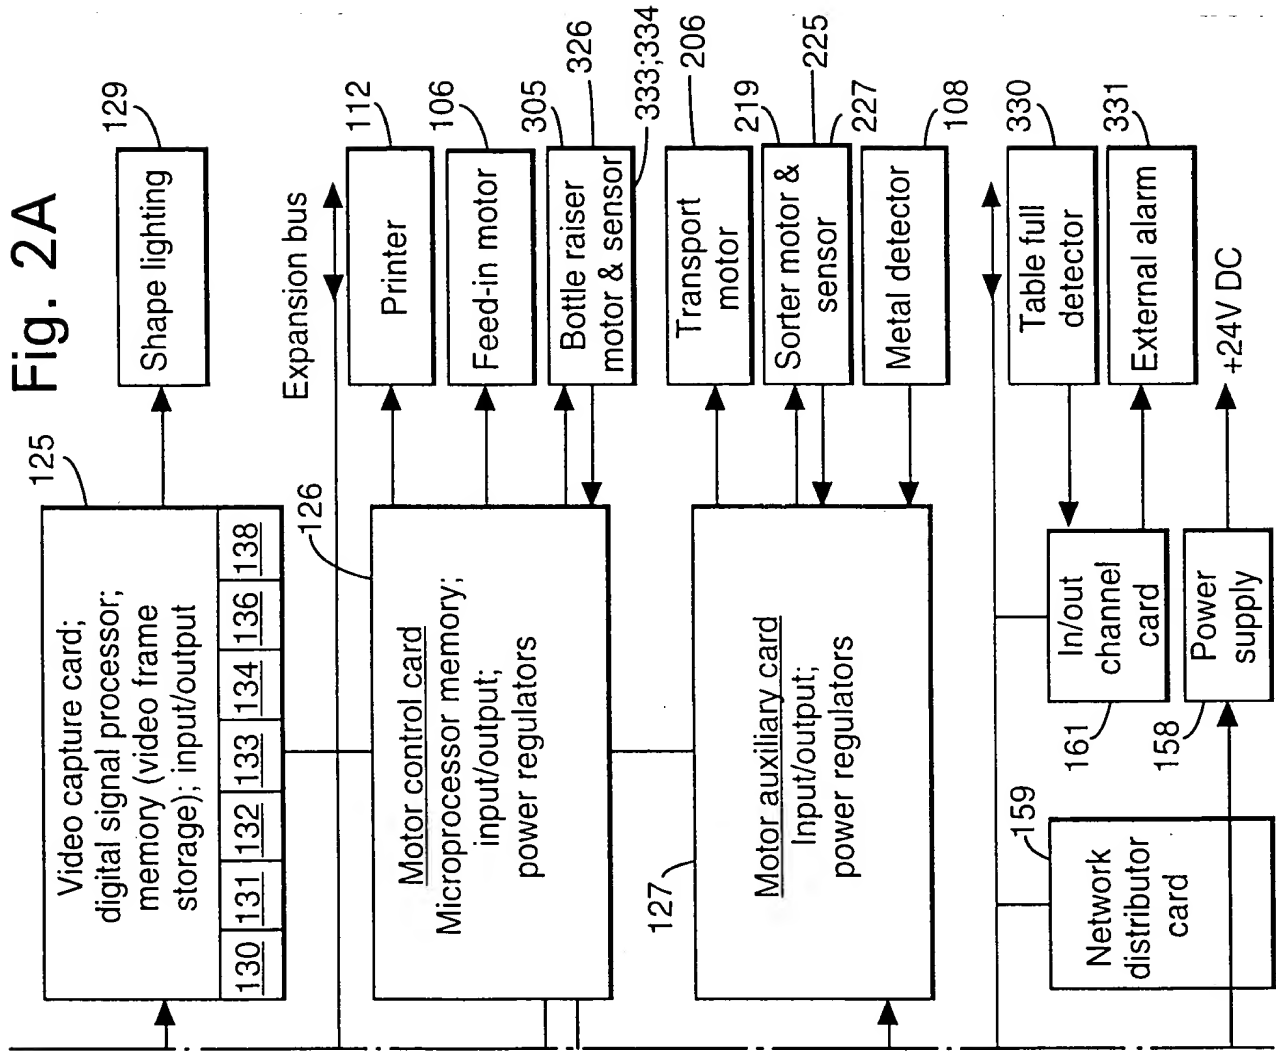 Fig. 2A
125
Video capture card;
digital signal processor;
memory (video frame
storage); input/output
130 131 132 133 134 136 138
129
Shape lighting
Expansion bus
126
Motor control card
Microprocessor memory;
input/output;
power regulators
112
Printer
106
Feed-in motor
305
326
333;334
Bottle raiser
motor & sensor
127
Motor auxiliary card
Input/output;
power regulators
206
Transport
motor
219
225
227
Sorter motor &
sensor
108
Metal detector
159
Network
distributor
card
161
In/out
channel
card
330
Table full
detector
331
External alarm
158
Power
supply
+24V DC